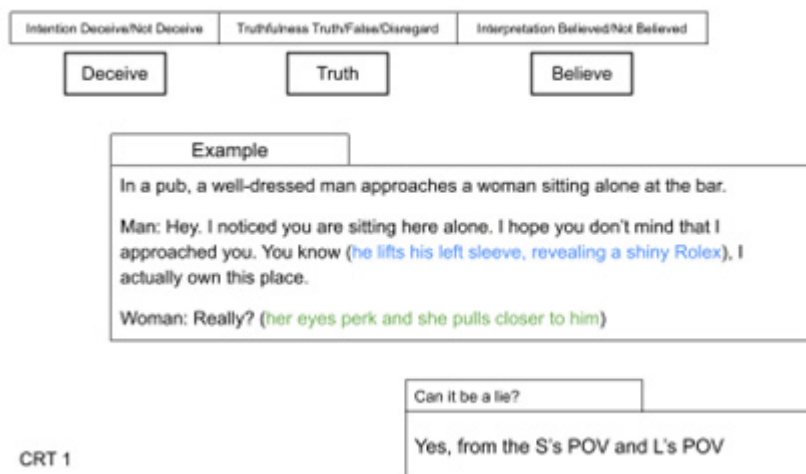 Intention Deceive/Not Deceive
Truthfulness Truth/False/Disregard
Interpretation Believed/Not Believed
Deceive
Truth
Believe
Example
In a pub, a well-dressed man approaches a woman sitting alone at the bar.
Man: Hey. I noticed you are sitting here alone. I hope you don't mind that I
approached you. You know (he lifts his left sleeve, revealing a shiny Rolex), I
actually own this place.
Woman: Really? (her eyes perk and she pulls closer to him)
Can it be a lie?
Yes, from the S's POV and L's POV
CRT 1